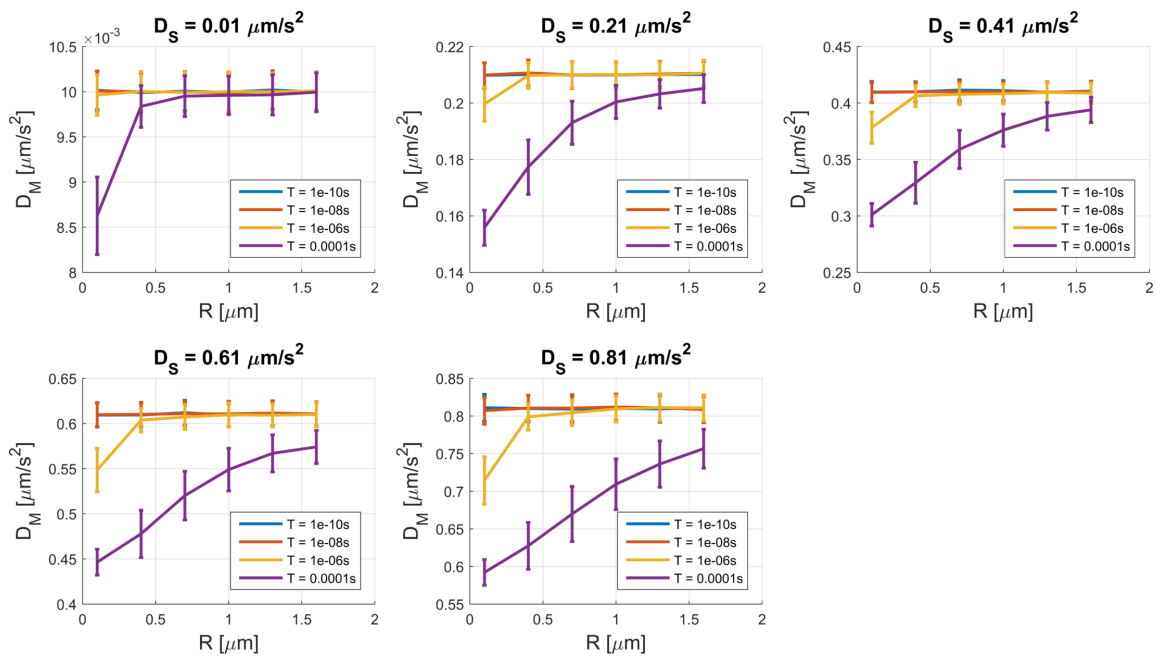 D_S = 0.01 μm/s²
×10⁻³
10.5
10
9.5
9
8.5
8
D_M [μm/s²]
T = 1e-10s
T = 1e-08s
T = 1e-06s
T = 0.0001s
0 0.5 1 1.5 2
R [μm]
D_S = 0.21 μm/s²
0.22
0.2
0.18
0.16
0.14
D_M [μm/s²]
T = 1e-10s
T = 1e-08s
T = 1e-06s
T = 0.0001s
0 0.5 1 1.5 2
R [μm]
D_S = 0.41 μm/s²
0.45
0.4
0.35
0.3
0.25
D_M [μm/s²]
T = 1e-10s
T = 1e-08s
T = 1e-06s
T = 0.0001s
0 0.5 1 1.5 2
R [μm]
D_S = 0.61 μm/s²
0.65
0.6
0.55
0.5
0.45
0.4
D_M [μm/s²]
T = 1e-10s
T = 1e-08s
T = 1e-06s
T = 0.0001s
0 0.5 1 1.5 2
R [μm]
D_S = 0.81 μm/s²
0.85
0.8
0.75
0.7
0.65
0.6
0.55
D_M [μm/s²]
T = 1e-10s
T = 1e-08s
T = 1e-06s
T = 0.0001s
0 0.5 1 1.5 2
R [μm]